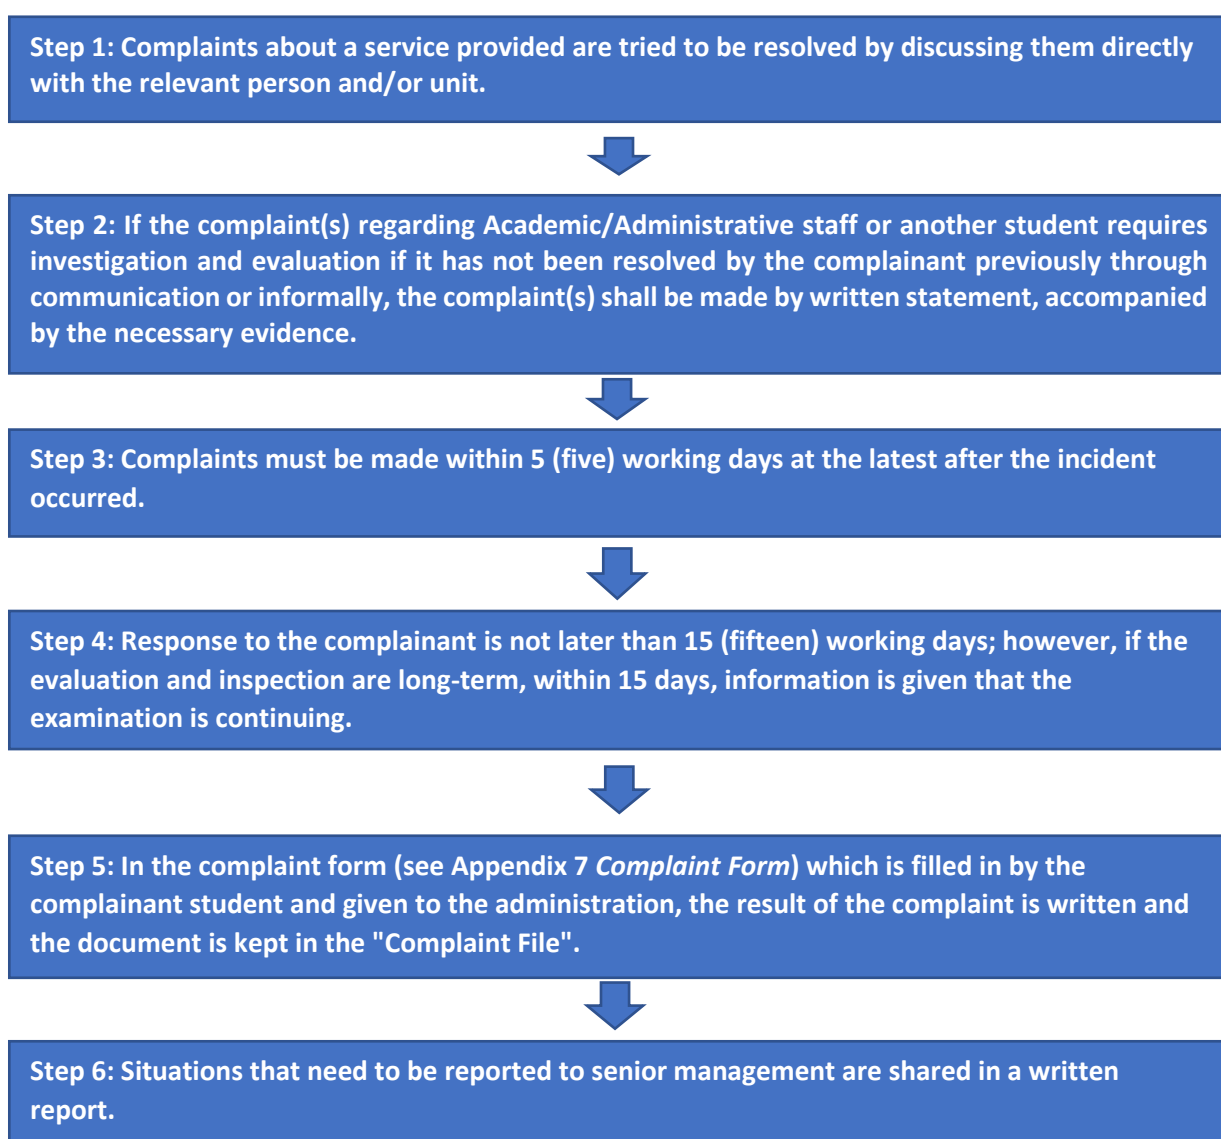 Step 1: Complaints about a service provided are tried to be resolved by discussing them directly
with the relevant person and/or unit.
Step 2: If the complaint(s) regarding Academic/Administrative staff or another student requires
investigation and evaluation if it has not been resolved by the complainant previously through
communication or informally, the complaint(s) shall be made by written statement, accompanied
by the necessary evidence.
Step 3: Complaints must be made within 5 (five) working days at the latest after the incident
occurred.
Step 4: Response to the complainant is not later than 15 (fifteen) working days; however, if the
evaluation and inspection are long-term, within 15 days, information is given that the
examination is continuing.
Step 5: In the complaint form (see Appendix 7 Complaint Form) which is filled in by the
complainant student and given to the administration, the result of the complaint is written and
the document is kept in the "Complaint File".
Step 6: Situations that need to be reported to senior management are shared in a written
report.